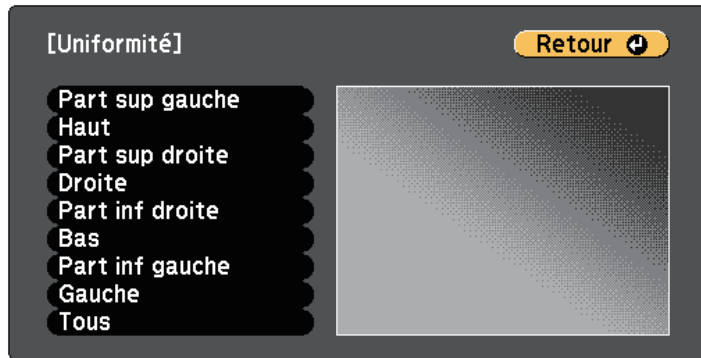 [Uniformité]
Retour
Part sup gauche
Haut
Part sup droite
Droite
Part inf droite
Bas
Part inf gauche
Gauche
Tous